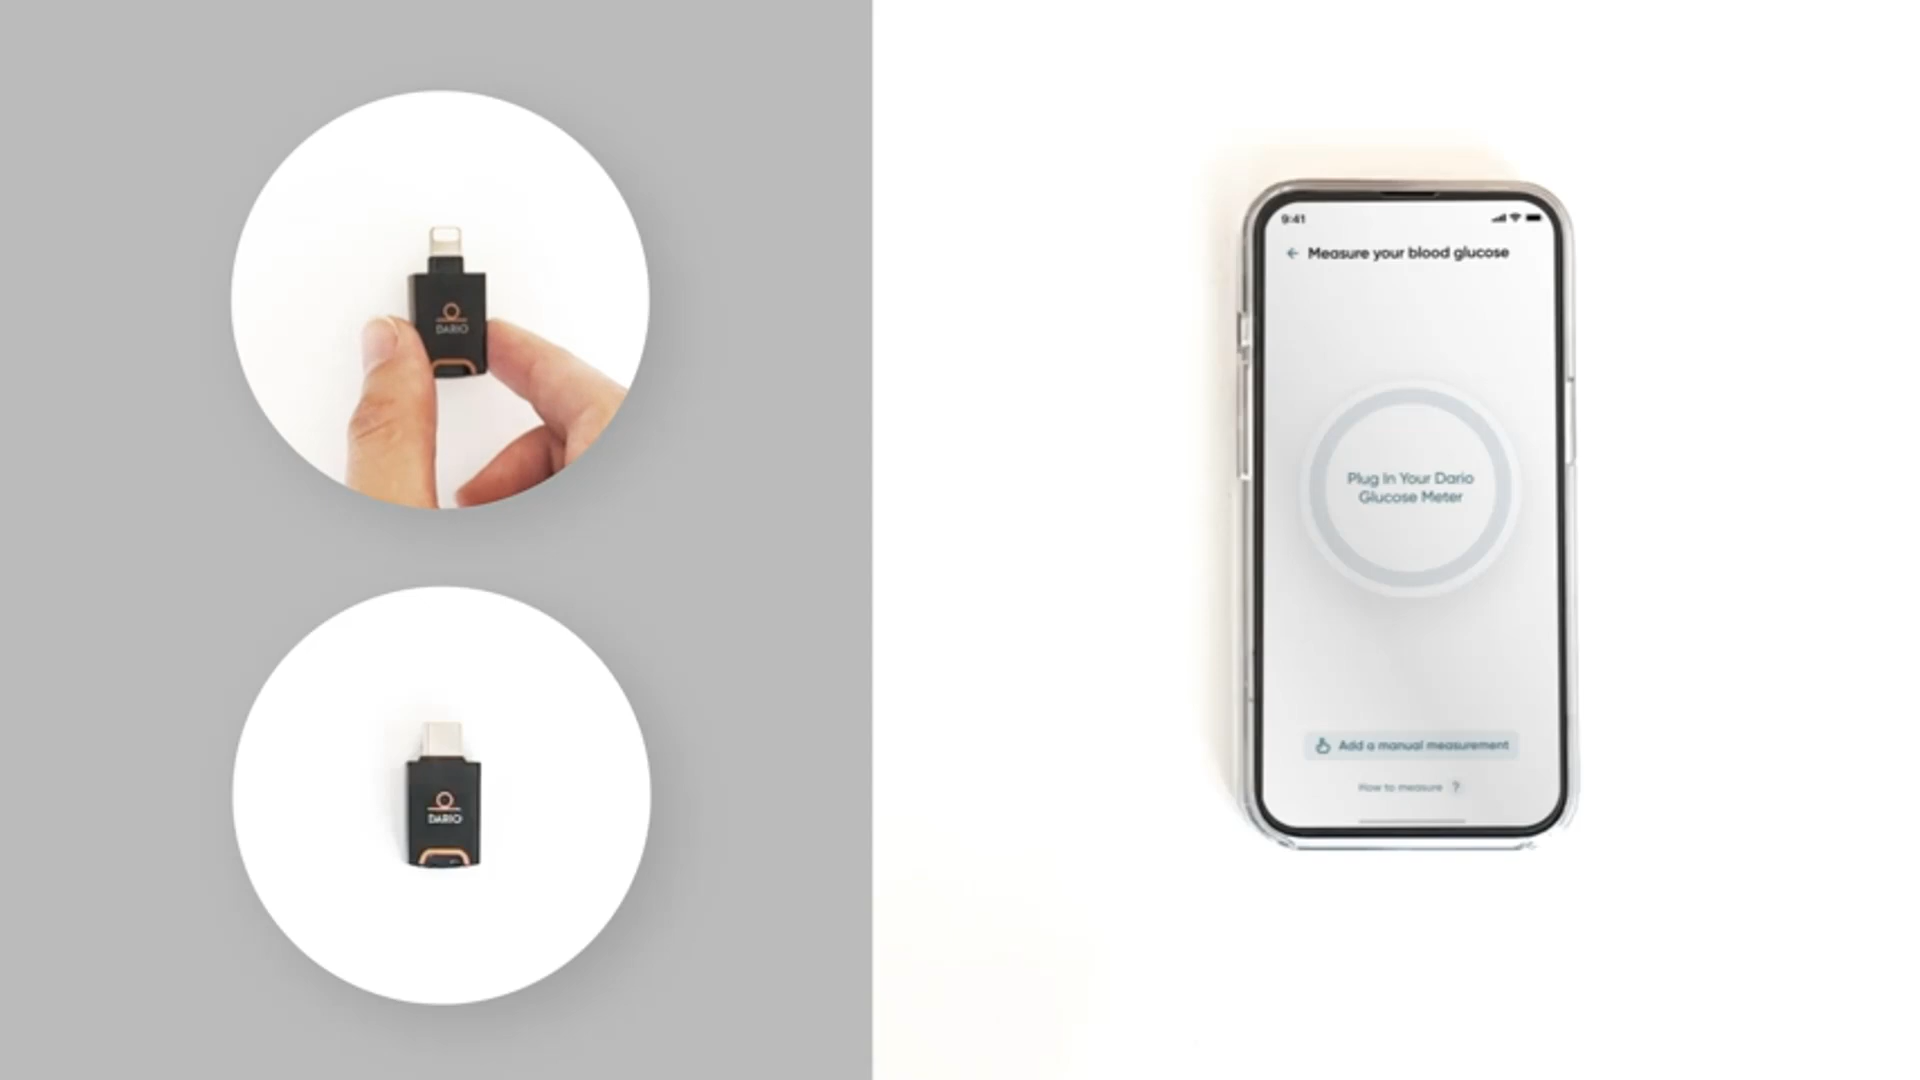 DARIO
DARIO
9:41
Measure your blood glucose
Plug In Your Dario
Glucose Meter
Add a manual measurement
How to measure ?